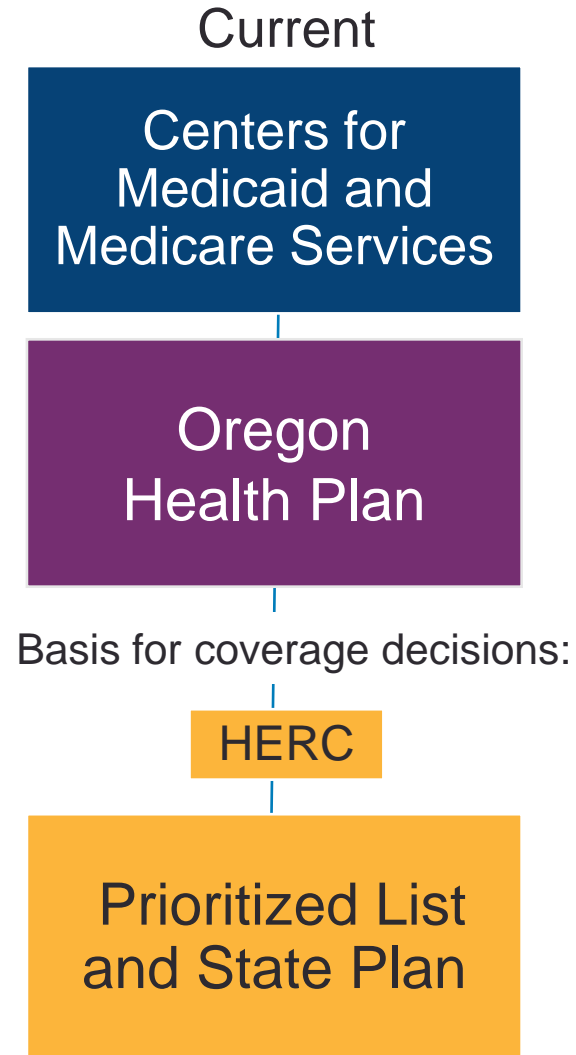 Current
Centers for
Medicaid and
Medicare Services
Oregon
Health Plan
Basis for coverage decisions:
HERC
Prioritized List
and State Plan